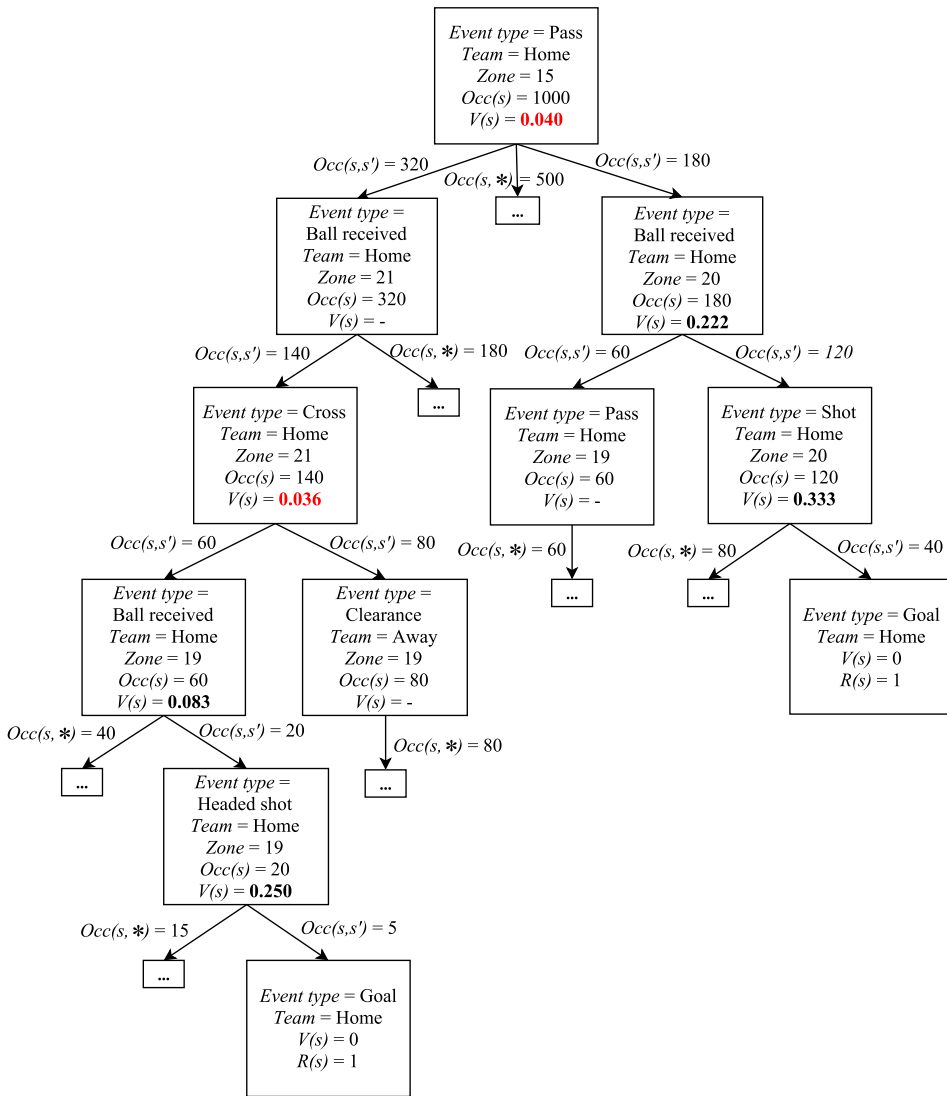 Event type = Pass
Team = Home
Zone = 15
Occ(s) = 1000
V(s) = 0.040
Occ(s,s') = 320
Occ(s,*) = 500
Occ(s,s') = 180
...
Event type =
Ball received
Team = Home
Zone = 21
Occ(s) = 320
V(s) = -
Event type =
Ball received
Team = Home
Zone = 20
Occ(s) = 180
V(s) = 0.222
Occ(s,s') = 140
Occ(s,*) = 180
Occ(s,s') = 60
Occ(s,s') = 120
Event type = Cross
Team = Home
Zone = 21
Occ(s) = 140
V(s) = 0.036
...
Event type = Pass
Team = Home
Zone = 19
Occ(s) = 60
V(s) = -
Event type = Shot
Team = Home
Zone = 20
Occ(s) = 120
V(s) = 0.333
Occ(s,s') = 60
Occ(s,s') = 80
Occ(s,*) = 60
Occ(s,*) = 80
Occ(s,s') = 40
Event type =
Ball received
Team = Home
Zone = 19
Occ(s) = 60
V(s) = 0.083
Event type =
Clearance
Team = Away
Zone = 19
Occ(s) = 80
V(s) = -
...
...
Event type = Goal
Team = Home
V(s) = 0
R(s) = 1
Occ(s,*) = 40
Occ(s,s') = 20
Occ(s,*) = 80
...
Event type =
Headed shot
Team = Home
Zone = 19
Occ(s) = 20
V(s) = 0.250
...
Occ(s,*) = 15
Occ(s,s') = 5
...
Event type = Goal
Team = Home
V(s) = 0
R(s) = 1